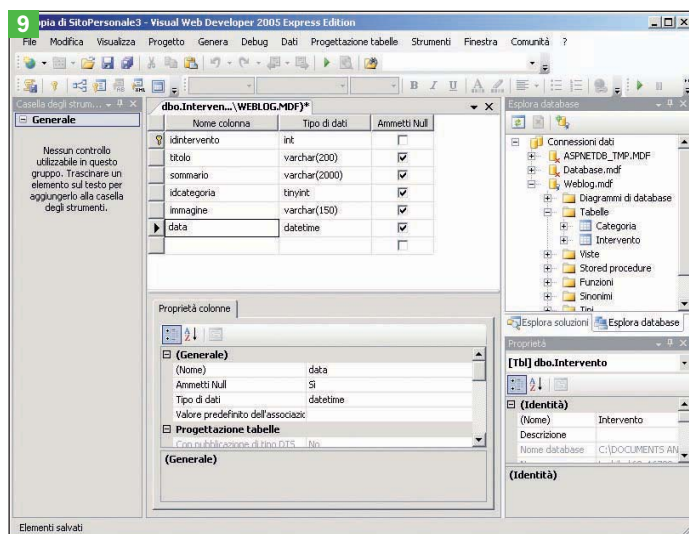 9
opia di SitoPersonale3 - Visual Web Developer 2005 Express Edition
File Modifica Visualizza Progetto Genera Debug Dati Progettazione tabelle Strumenti Finestra Comunità ?
Casella degli strum...
Generale
Nessun controllo
utilizzabile in questo
gruppo. Trascinare un
elemento sul testo per
aggiungerlo alla casella
degli strumenti.
dbo.Interven...\WEBLOG.MDF)*
Nome colonna Tipo di dati Ammetti Null
idintervento int
titolo varchar(200)
sommario varchar(2000)
idcategoria tinyint
immagine varchar(150)
data datetime
Proprietà colonne
(Generale)
(Nome) data
Ammetti Null Sì
Tipo di dati datetime
Valore predefinito dell'associazic
Progettazione tabelle
Con pubblicazione di tipo DTS No
(Generale)
Esplora database
Connessioni dati
ASPNETDB_TMP.MDF
Database.mdf
Weblog.mdf
Diagrammi di database
Tabelle
Categoria
Intervento
Viste
Stored procedure
Funzioni
Sinonimi
Tipi
Esplora soluzioni Esplora database
Proprietà
[Tbl] dbo.Intervento
(Identità)
(Nome) Intervento
Descrizione
Nome database C:\DOCUMENTS AN
(Identità)
Elementi salvati